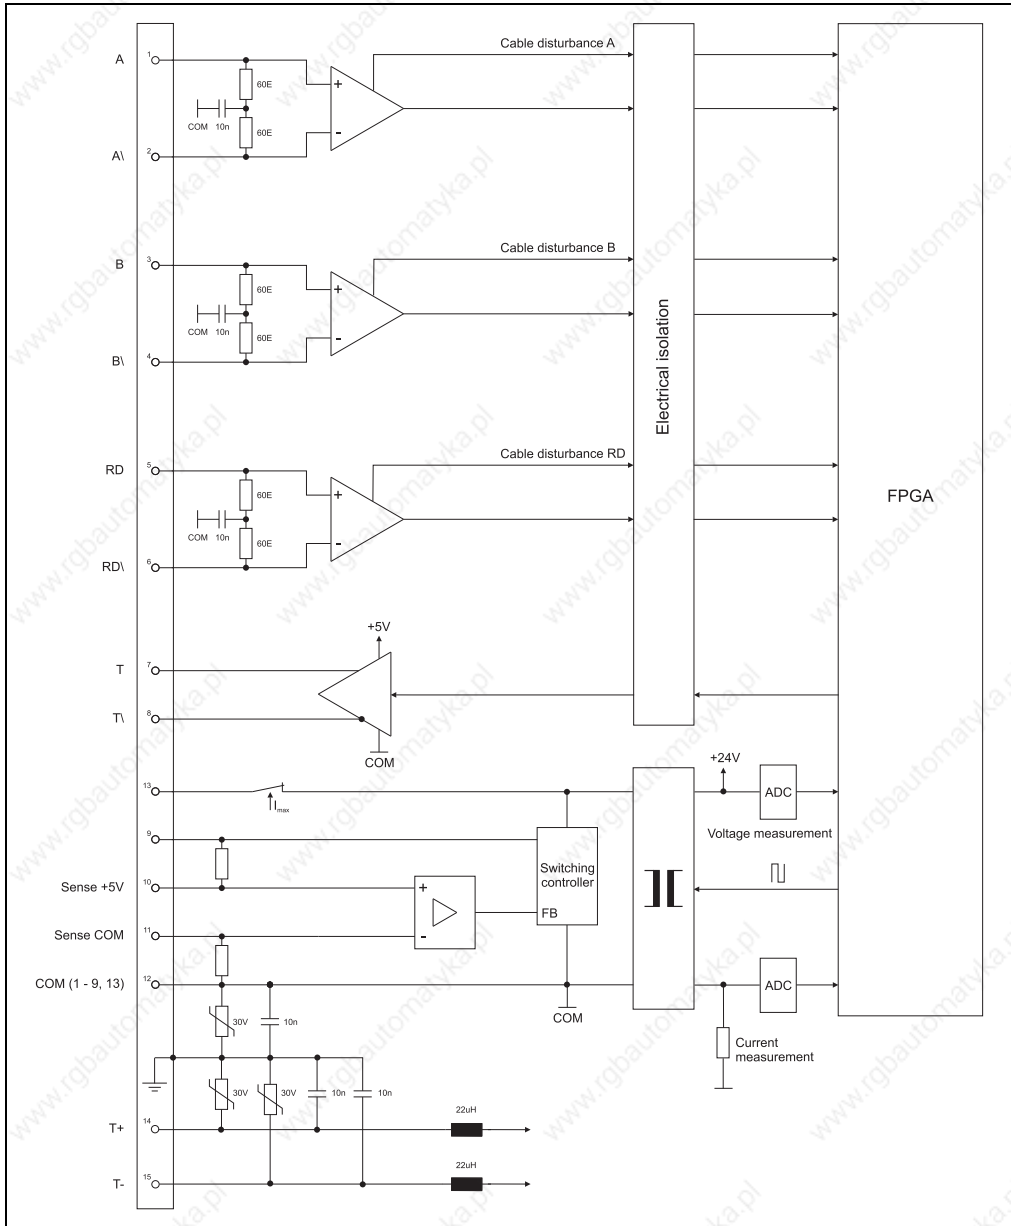 A
1
60E
COM 10n
60E
A\
2
+
-
Cable disturbance A
B
3
60E
COM 10n
60E
B\
4
+
-
Cable disturbance B
Electrical isolation
FPGA
RD
5
60E
COM 10n
60E
RD\
6
+
-
Cable disturbance RD
+5V
T
7
T\
8
COM
13
Imax
+24V
ADC
Voltage measurement
9
Switching
controller
FB
Sense +5V
10
+
Sense COM
11
-
COM (1 - 9, 13)
12
COM
ADC
Current
measurement
30V
10n
30V
30V
10n
10n
T+
14
22uH
T-
15
22uH
www.rgbautomatyka.pl